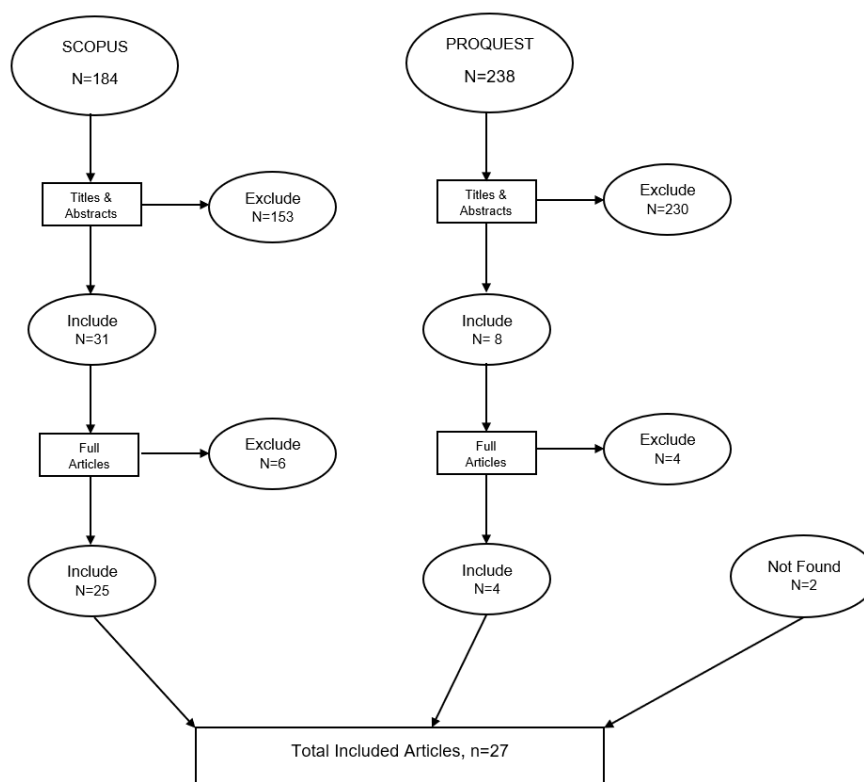 SCOPUS
N=184
PROQUEST
N=238
Titles &
Abstracts
Exclude
N=153
Titles &
Abstracts
Exclude
N=230
Include
N=31
Include
N= 8
Full
Articles
Exclude
N=6
Full
Articles
Exclude
N=4
Include
N=25
Include
N=4
Not Found
N=2
Total Included Articles, n=27